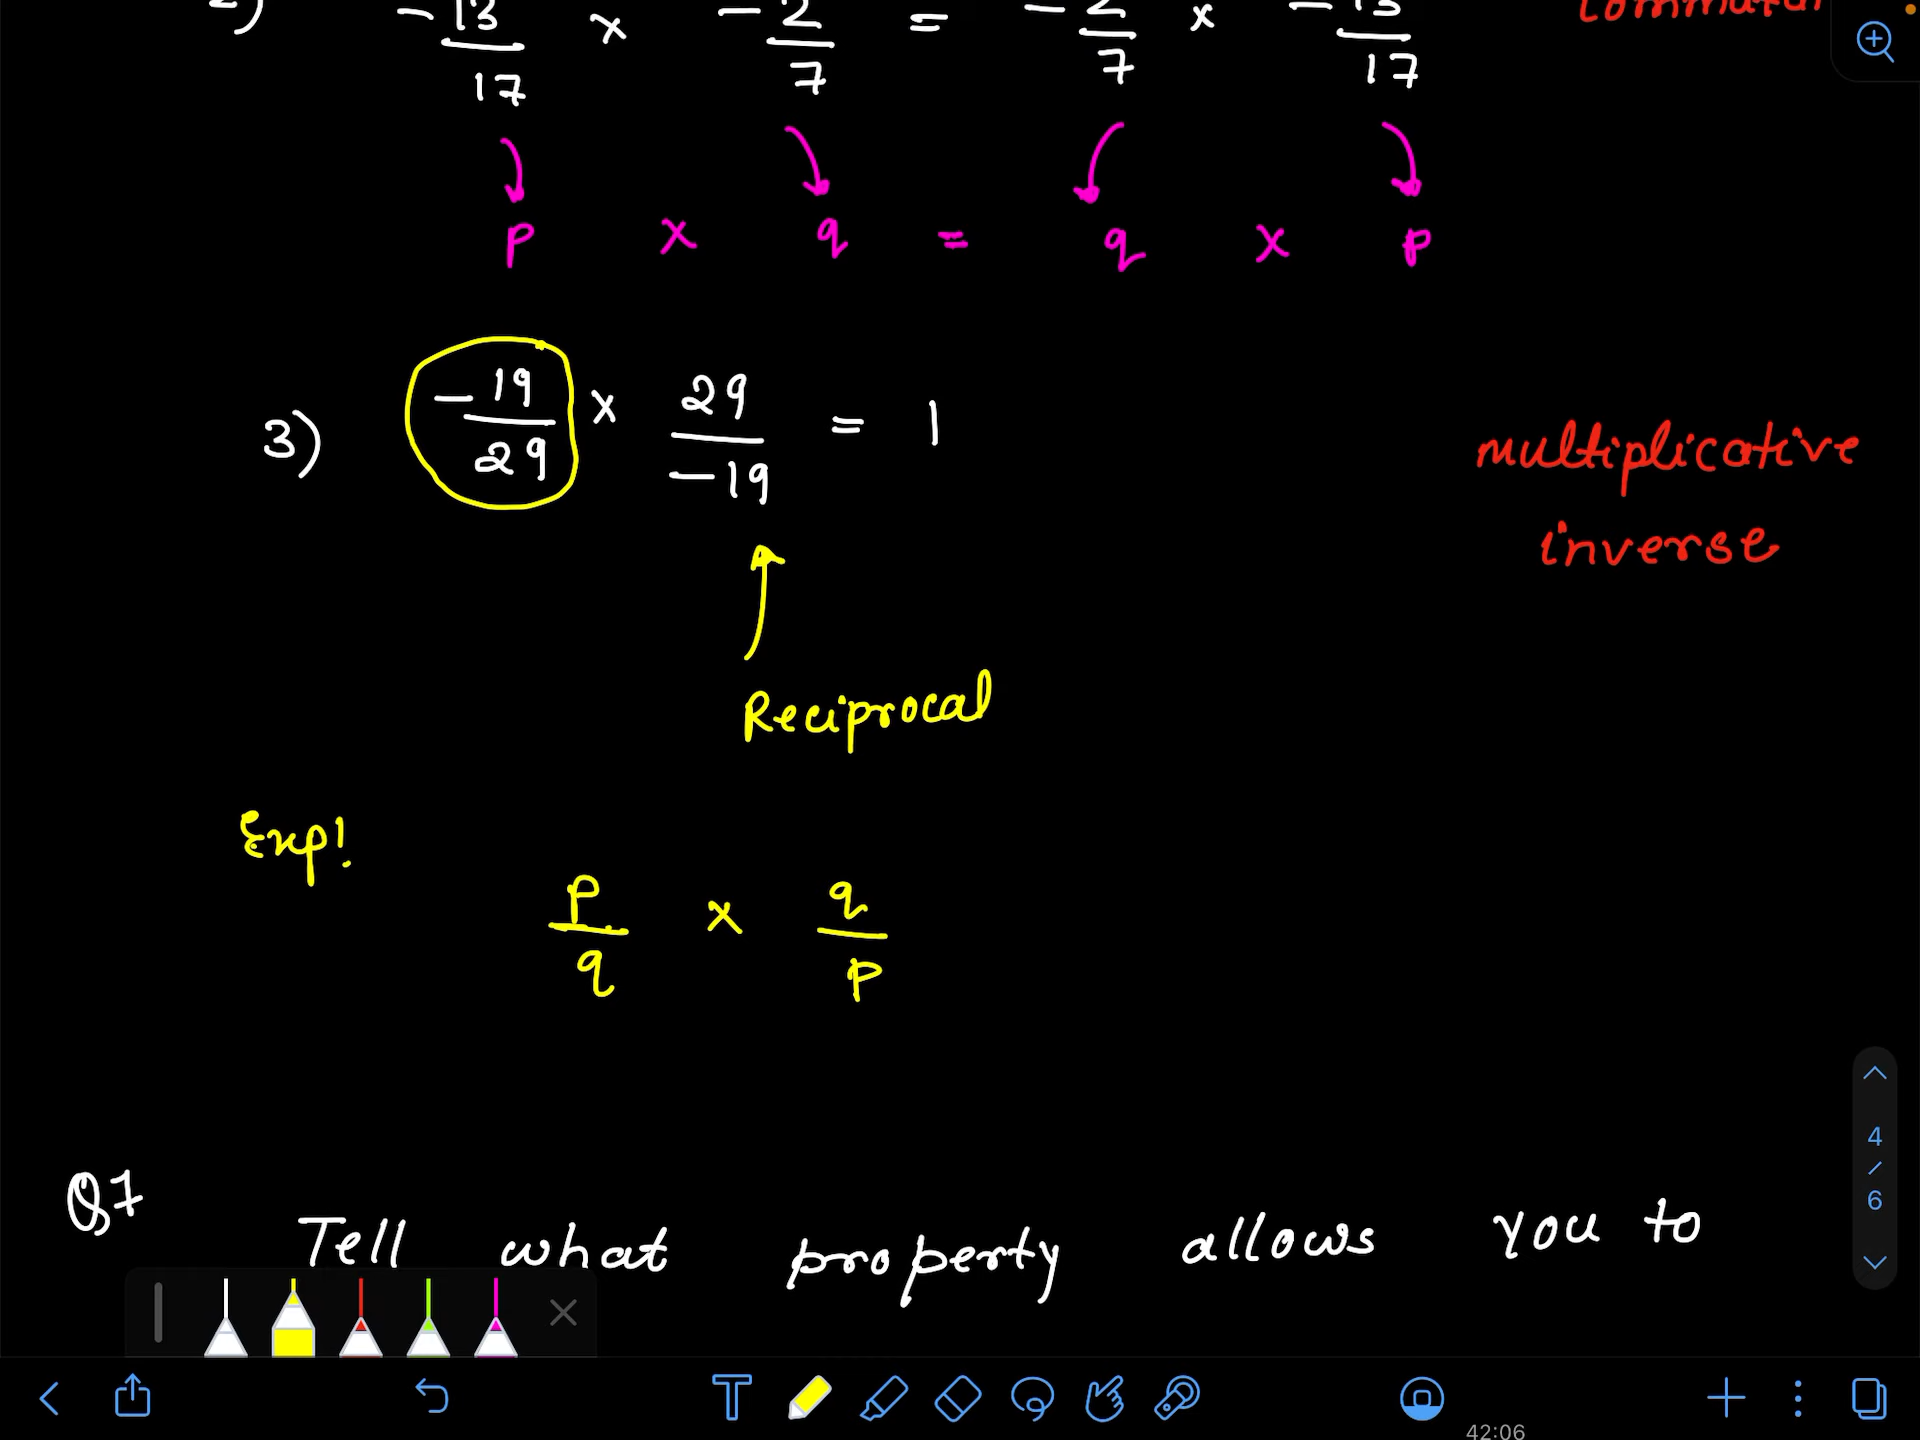 2) -13/17 × -2/7 = -2/7 × -13/17
p × q = q × p
3) -19/29 × 29/-19 = 1
multiplicative
inverse
Reciprocal
Exp!
p/q × q/p
Q7
Tell what property allows you to
4
/
6
T
42:06